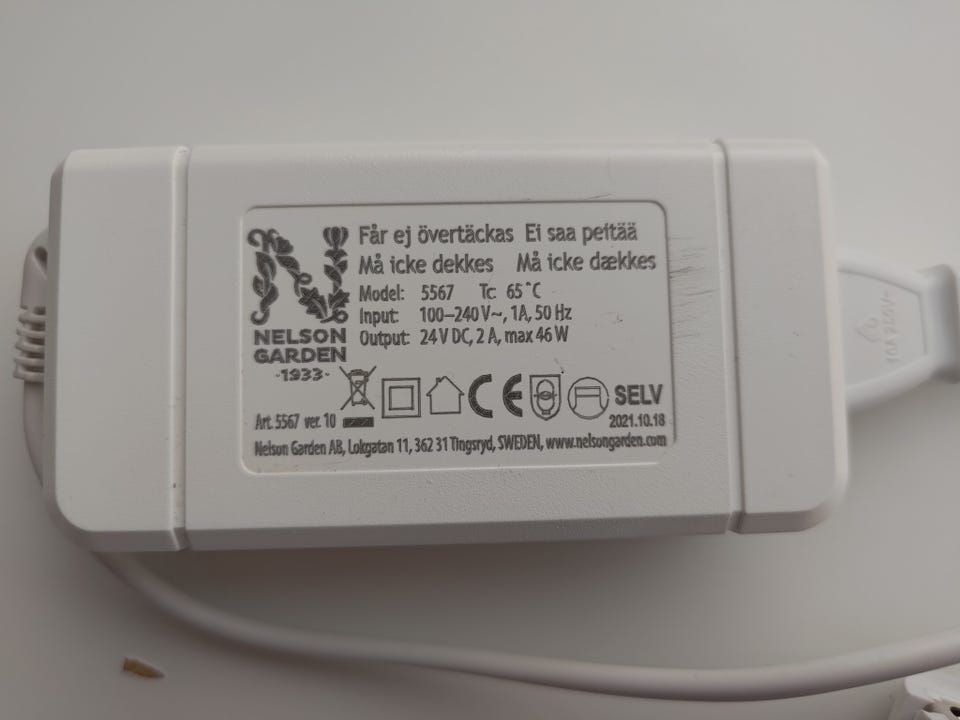 Får ej övertäckas Ei saa peitää
Må icke dekkes Må icke dækkes
Model: 5567 Tc: 65°C
Input: 100–240 V~, 1A, 50 Hz
Output: 24 V DC, 2 A, max 46 W
NELSON
GARDEN
·1933·
CE
SELV
Art. 5567 ver. 10
2021.10.18
Nelson Garden AB, Lokgatan 11, 362 31 Tingsryd, SWEDEN, www.nelsongarden.com